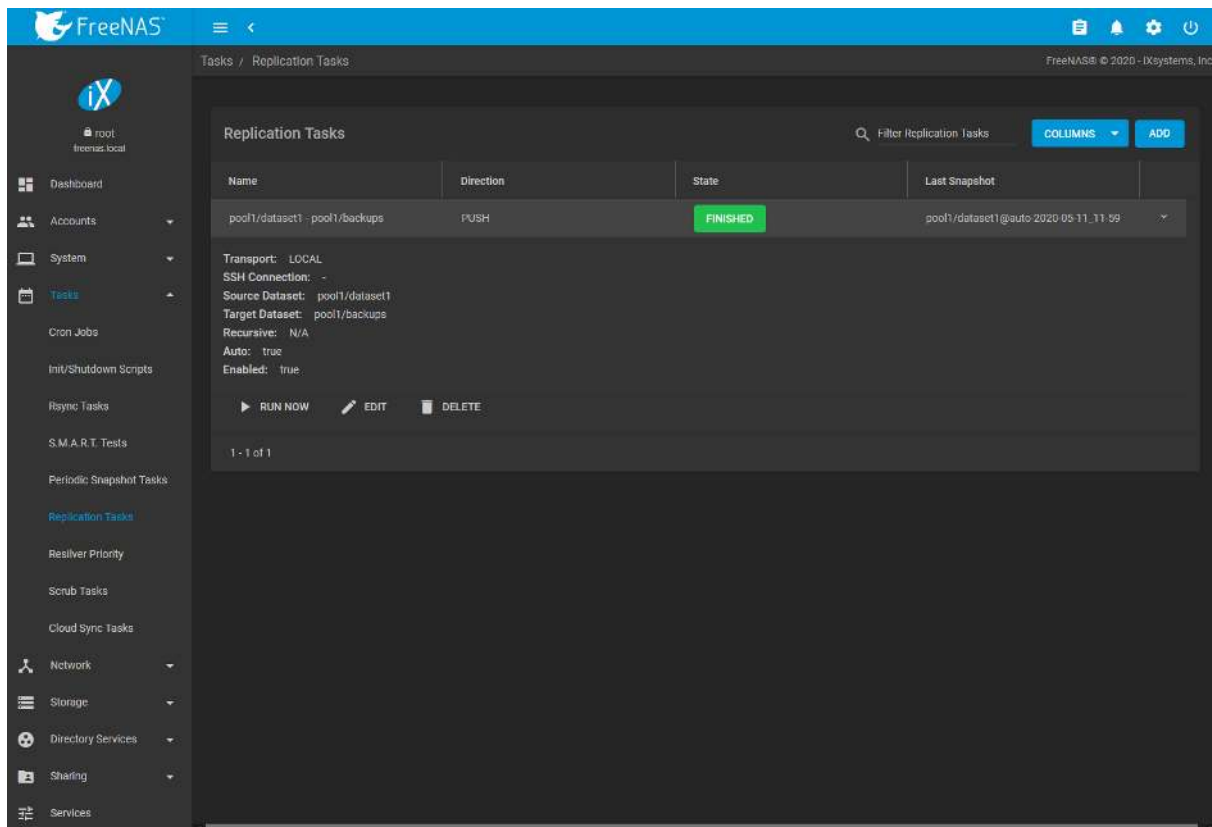 FreeNAS
Tasks / Replication Tasks
FreeNAS® © 2020 - iXsystems, Inc
iX
root
freenas.local
Dashboard
Accounts
System
Tasks
Cron Jobs
Init/Shutdown Scripts
Rsync Tasks
S.M.A.R.T. Tests
Periodic Snapshot Tasks
Replication Tasks
Resilver Priority
Scrub Tasks
Cloud Sync Tasks
Network
Storage
Directory Services
Sharing
Services
Replication Tasks
Filter Replication Tasks
COLUMNS
ADD
Name Direction State Last Snapshot
pool1/dataset1 - pool1/backups PUSH FINISHED pool1/dataset1@auto-2020-05-11_11-59
Transport: LOCAL
SSH Connection: -
Source Dataset: pool1/dataset1
Target Dataset: pool1/backups
Recursive: N/A
Auto: true
Enabled: true
RUN NOW EDIT DELETE
1 - 1 of 1